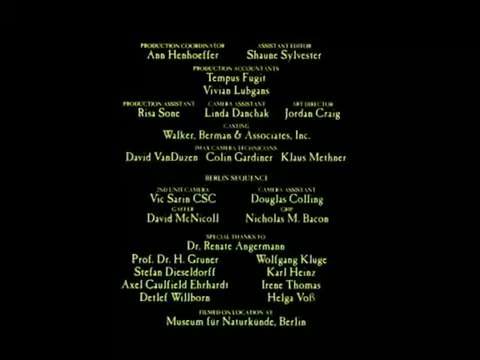 PRODUCTION COORDINATOR ASSISTANT EDITOR
Ann Henhoeffer Shaune Sylvester
PRODUCTION ACCOUNTANTS
Tempus Fugit
Vivian Lubgans
PRODUCTION ASSISTANT CAMERA ASSISTANT ART DIRECTOR
Risa Sone Linda Danchak Jordan Craig
CASTING
Walker, Berman & Associates, Inc.
IMAX CAMERA TECHNICIANS
David VanDuzen Colin Gardiner Klaus Methner
BERLIN SEQUENCE
2ND UNIT CAMERA CAMERA ASSISTANT
Vic Sarin CSC Douglas Colling
GAFFER GRIP
David McNicoll Nicholas M. Bacon
SPECIAL THANKS TO
Dr. Renate Angermann
Prof. Dr. H. Gruner Wolfgang Kluge
Stefan Dieseldorff Karl Heinz
Axel Caulfield Ehrhardt Irene Thomas
Detlef Willborn Helga Voß
FILMED ON LOCATION AT
Museum für Naturkünde, Berlin